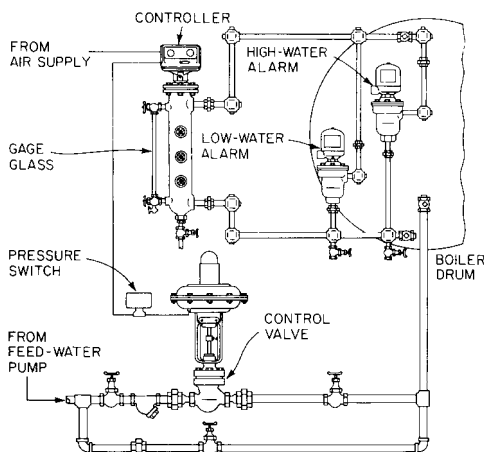 CONTROLLER
FROM
AIR SUPPLY
HIGH-WATER
ALARM
GAGE
GLASS
LOW-WATER
ALARM
PRESSURE
SWITCH
BOILER
DRUM
CONTROL
VALVE
FROM
FEED-WATER
PUMP